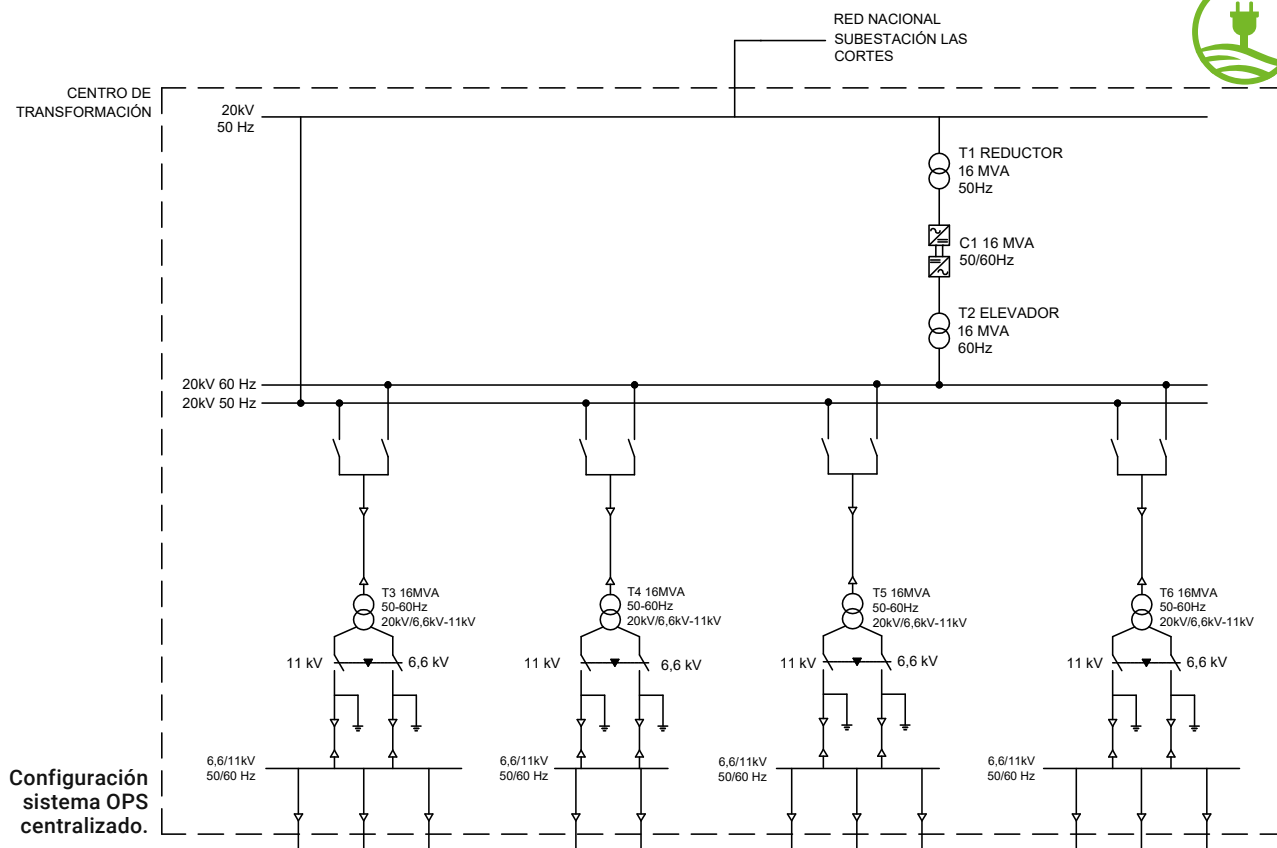 RED NACIONAL
SUBESTACIÓN LAS
CORTES
CENTRO DE
TRANSFORMACIÓN
20kV
50 Hz
T1 REDUCTOR
16 MVA
50Hz
C1 16 MVA
50/60Hz
T2 ELEVADOR
16 MVA
60Hz
20kV 60 Hz
20kV 50 Hz
T3 16MVA
50-60Hz
20kV/6,6kV-11kV
T4 16MVA
50-60Hz
20kV/6,6kV-11kV
T5 16MVA
50-60Hz
20kV/6,6kV-11kV
T6 16MVA
50-60Hz
20kV/6,6kV-11kV
11 kV
6,6 kV
11 kV
6,6 kV
11 kV
6,6 kV
11 kV
6,6 kV
6,6/11kV
50/60 Hz
6,6/11kV
50/60 Hz
6,6/11kV
50/60 Hz
6,6/11kV
50/60 Hz
Configuración
sistema OPS
centralizado.